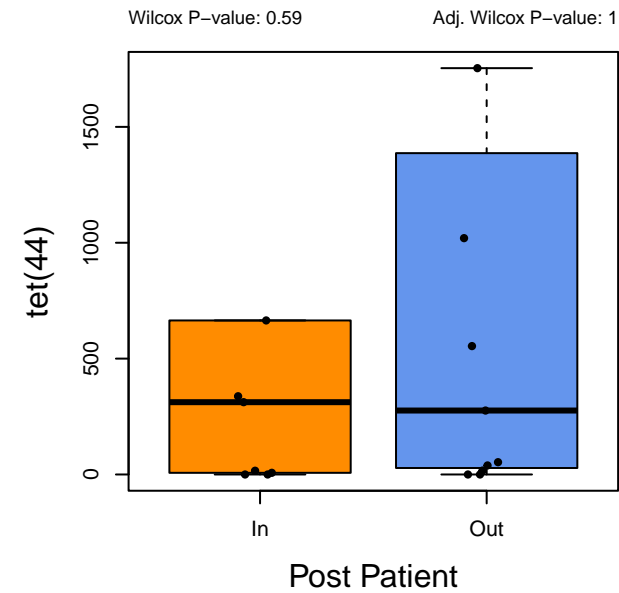 Wilcox P−value: 0.59
Adj. Wilcox P−value: 1
tet(44)
1500
1000
500
0
In
Out
Post Patient